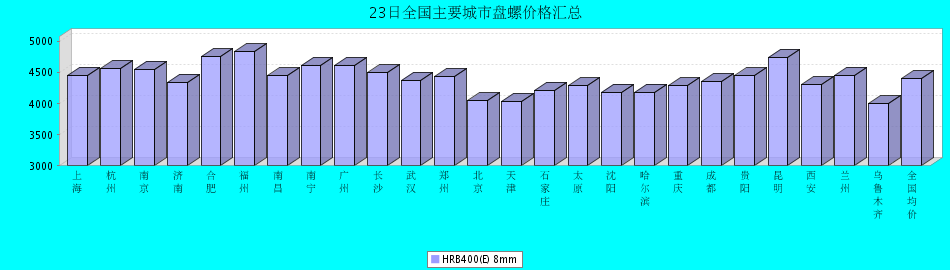 23日全国主要城市盘螺价格汇总
5000
4500
4000
3500
3000
上海
杭州
南京
济南
合肥
福州
南昌
南宁
广州
长沙
武汉
郑州
北京
天津
石家庄
太原
沈阳
哈尔滨
重庆
成都
贵阳
昆明
西安
兰州
乌鲁木齐
全国均价
HRB400(E) 8mm